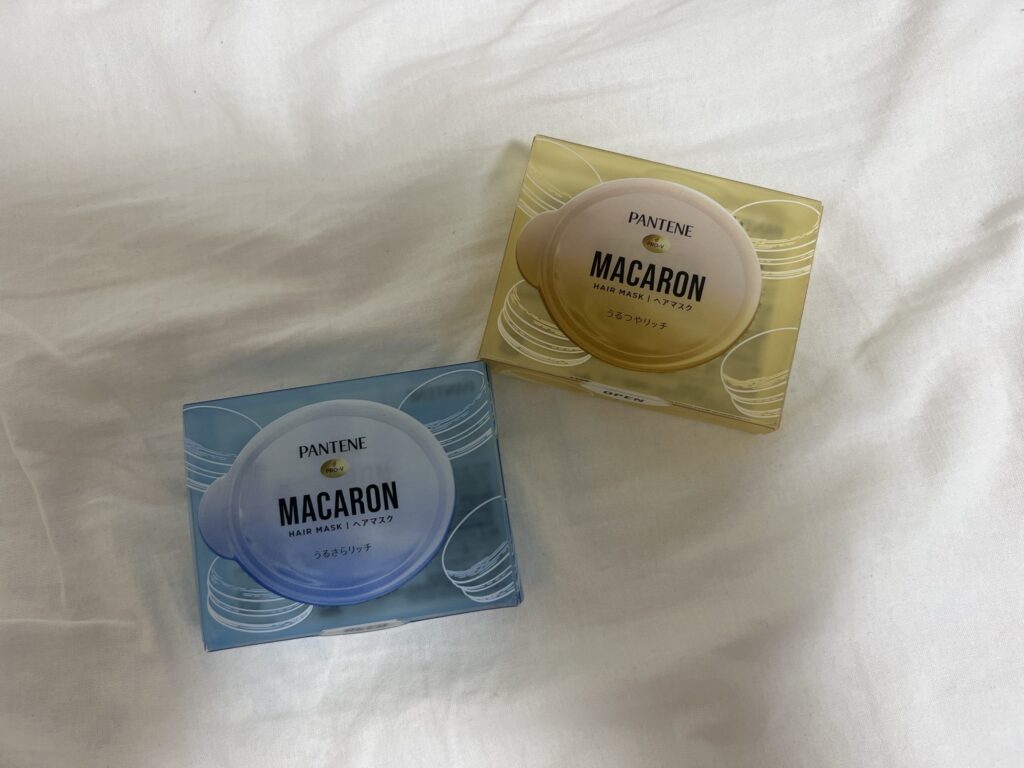 PANTENE
PRO-V
MACARON
HAIR MASK | ヘアマスク
うるつやリッチ
OPEN
PANTENE
PRO-V
MACARON
HAIR MASK | ヘアマスク
うるさらリッチ